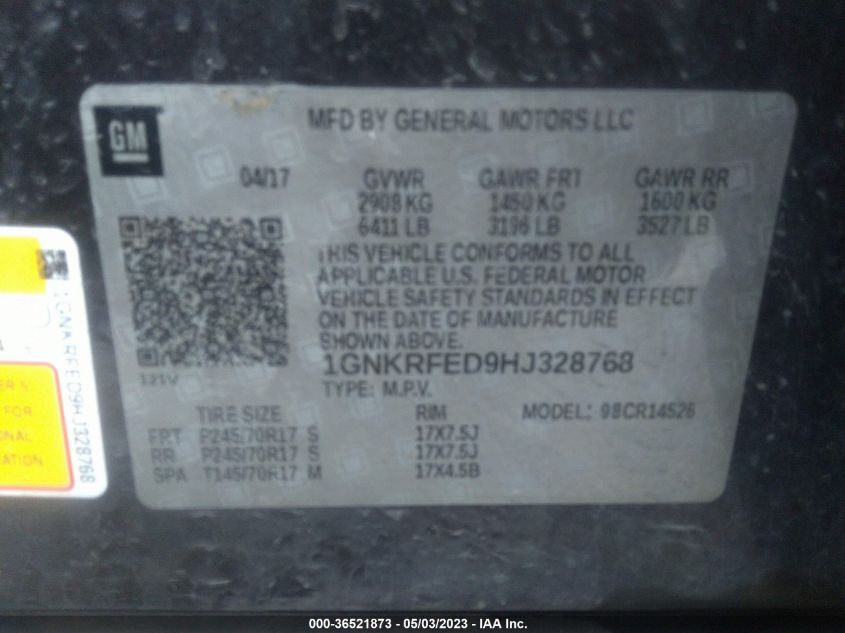 GM
MFD BY GENERAL MOTORS LLC
04/17 GVWR GAWR FRT GAWR RR
2908 KG 1450 KG 1600 KG
6411 LB 3196 LB 3527 LB
THIS VEHICLE CONFORMS TO ALL
APPLICABLE U.S. FEDERAL MOTOR
VEHICLE SAFETY STANDARDS IN EFFECT
ON THE DATE OF MANUFACTURE
SHOWN ABOVE.
1GNKRFED9HJ328768
121V
TYPE: M.P.V.
TIRE SIZE RIM MODEL: 98CR14526
FRT P245/70R17 S 17X7.5J
RR P245/70R17 S 17X7.5J
SPA T145/70R17 M 17X4.5B
1GNKRFED9HJ328768
FOR
000-36521873 - 05/03/2023 - IAA Inc.